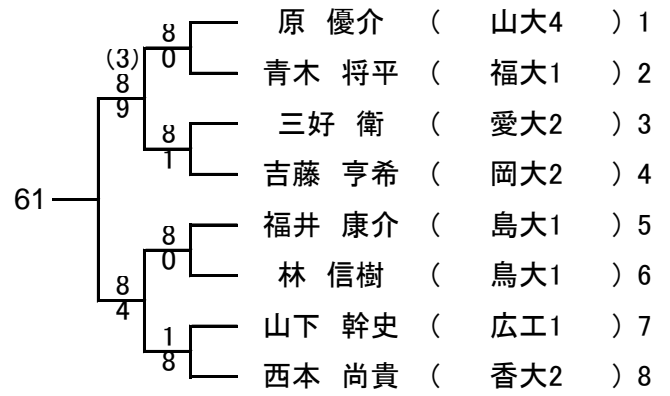 8
0
原 優介 ( 山大4 ) 1
(3)
8
9
青木 将平 ( 福大1 ) 2
8
1
三好 衛 ( 愛大2 ) 3
吉藤 亨希 ( 岡大2 ) 4
61
8
0
福井 康介 ( 島大1 ) 5
8
4
林 信樹 ( 鳥大1 ) 6
1
8
山下 幹史 ( 広工1 ) 7
西本 尚貴 ( 香大2 ) 8